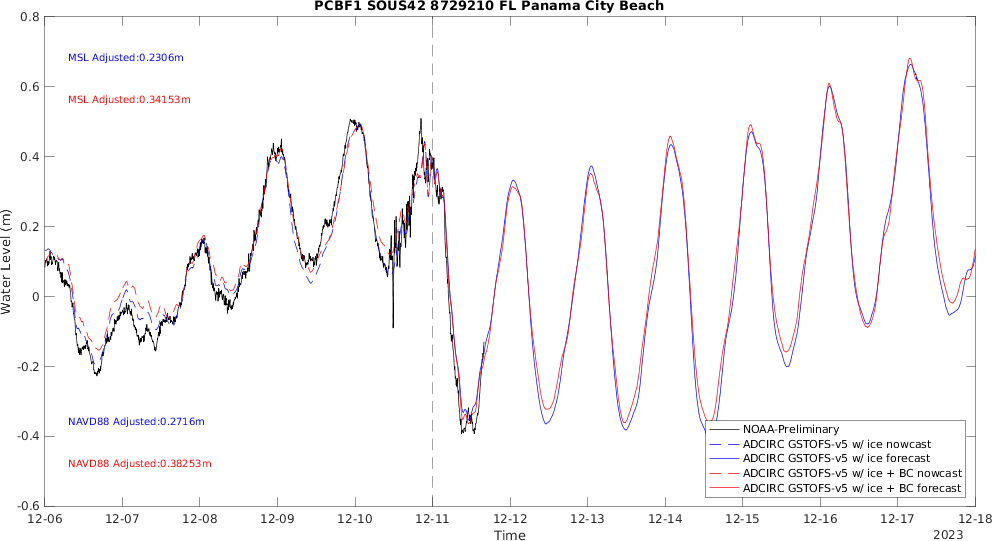 PCBF1 SOUS42 8729210 FL Panama City Beach
0.8
0.6
0.4
0.2
0
-0.2
-0.4
-0.6
Water Level (m)
MSL Adjusted:0.2306m
MSL Adjusted:0.34153m
NAVD88 Adjusted:0.2716m
NAVD88 Adjusted:0.38253m
NOAA-Preliminary
ADCIRC GSTOFS-v5 w/ ice nowcast
ADCIRC GSTOFS-v5 w/ ice forecast
ADCIRC GSTOFS-v5 w/ ice + BC nowcast
ADCIRC GSTOFS-v5 w/ ice + BC forecast
12-06 12-07 12-08 12-09 12-10 12-11 12-12 12-13 12-14 12-15 12-16 12-17 12-18
Time
2023